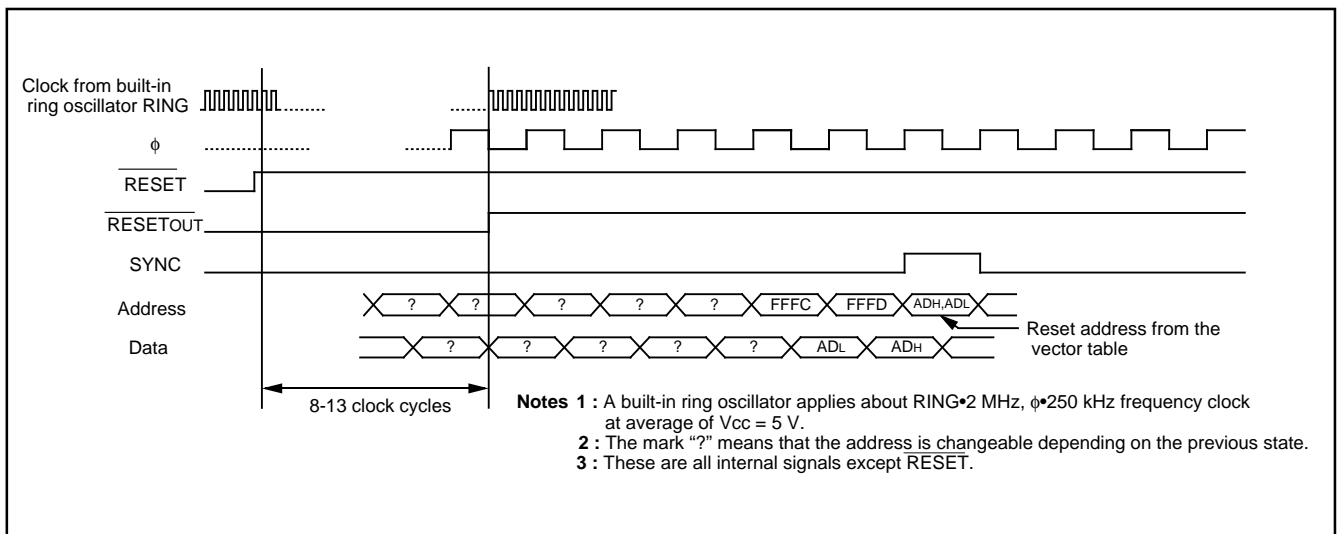 Clock from built-in
ring oscillator RING
ϕ
RESET
RESETOUT
SYNC
Address
? ? ? ? ? FFFC FFFD ADH,ADL
Data
? ? ? ? ? ADL ADH
Reset address from the
vector table
8-13 clock cycles
Notes 1 : A built-in ring oscillator applies about RING•2 MHz, ϕ•250 kHz frequency clock
at average of Vcc = 5 V.
2 : The mark “?” means that the address is changeable depending on the previous state.
3 : These are all internal signals except RESET.